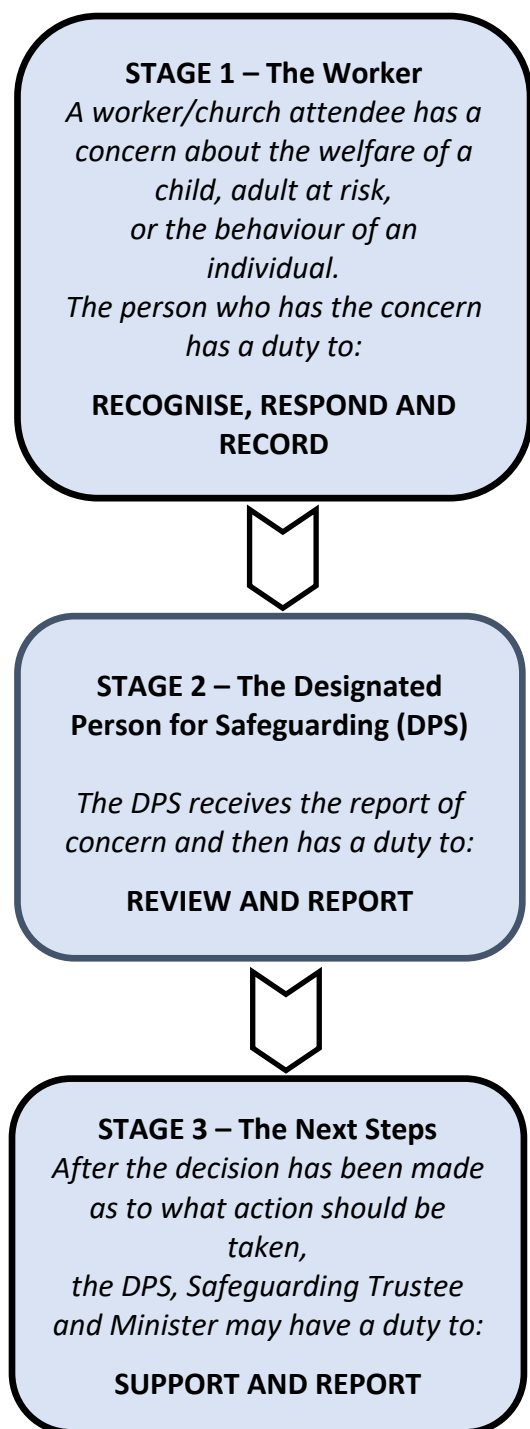 STAGE 1 – The Worker
A worker/church attendee has a
concern about the welfare of a
child, adult at risk,
or the behaviour of an
individual.
The person who has the concern
has a duty to:
RECOGNISE, RESPOND AND
RECORD
STAGE 2 – The Designated
Person for Safeguarding (DPS)
The DPS receives the report of
concern and then has a duty to:
REVIEW AND REPORT
STAGE 3 – The Next Steps
After the decision has been made
as to what action should be
taken,
the DPS, Safeguarding Trustee
and Minister may have a duty to:
SUPPORT AND REPORT